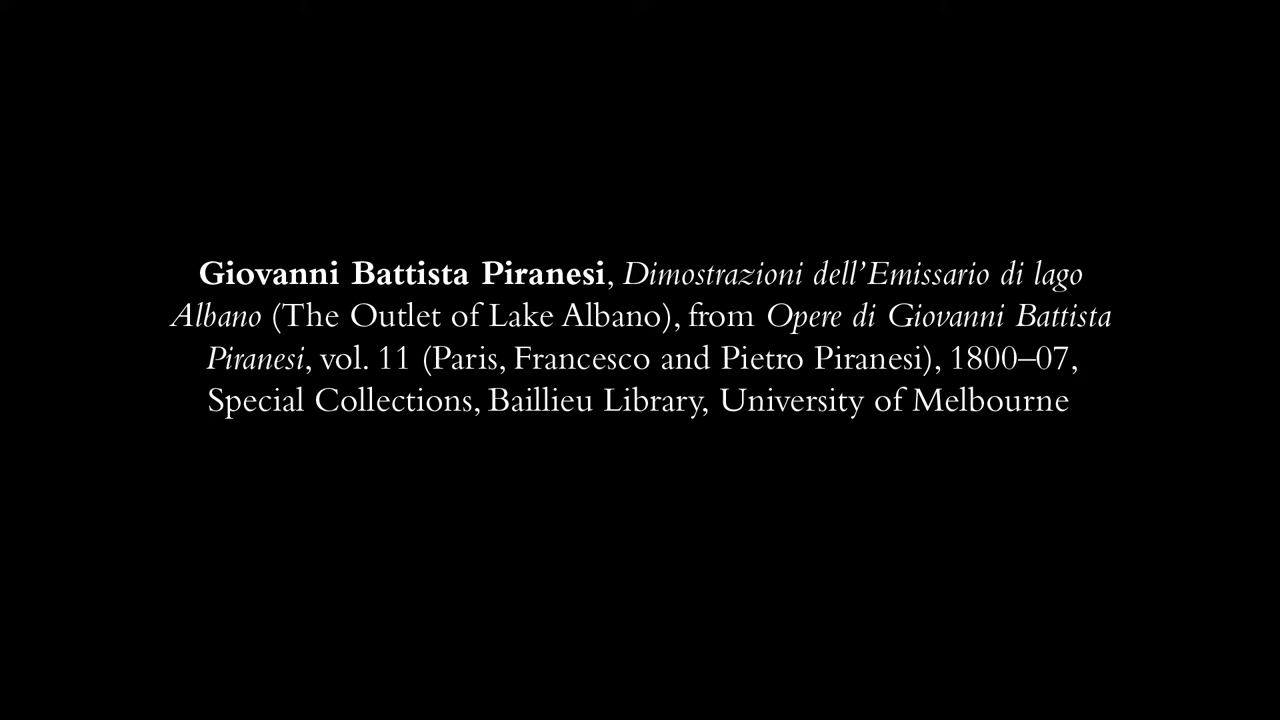 Giovanni Battista Piranesi, Dimostrazioni dell’Emissario di lago
Albano (The Outlet of Lake Albano), from Opere di Giovanni Battista
Piranesi, vol. 11 (Paris, Francesco and Pietro Piranesi), 1800–07,
Special Collections, Baillieu Library, University of Melbourne